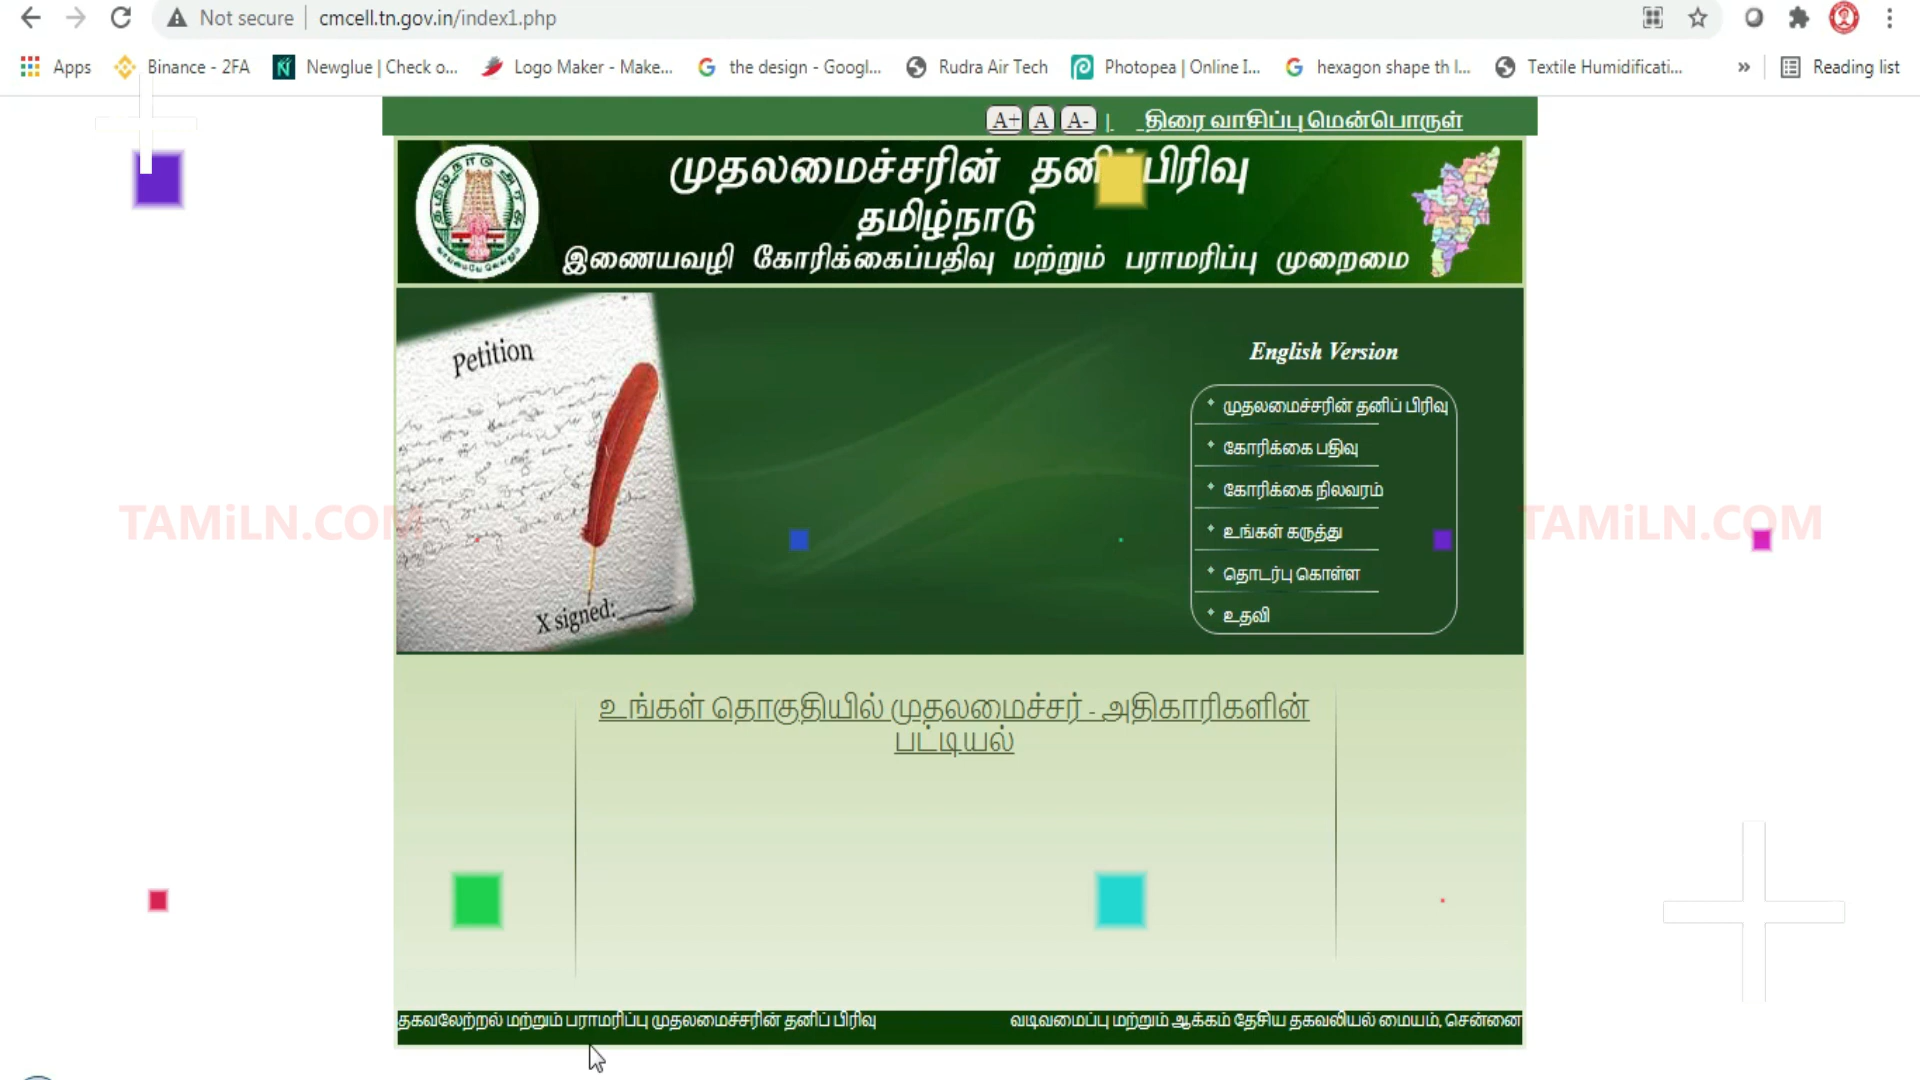 Not secure | cmcell.tn.gov.in/index1.php
Apps Binance - 2FA Newglue | Check o... Logo Maker - Make... the design - Googl... Rudra Air Tech Photopea | Online I... hexagon shape th I... Textile Humidificati... » Reading list
A+ A A- | திரை வாசிப்பு மென்பொருள்
முதலமைச்சரின் தனிப்பிரிவு
தமிழ்நாடு
இணையவழி கோரிக்கைப்பதிவு மற்றும் பராமரிப்பு முறைமை
Petition
X signed:
English Version
முதலமைச்சரின் தனிப் பிரிவு
கோரிக்கை பதிவு
கோரிக்கை நிலவரம்
உங்கள் கருத்து
தொடர்பு கொள்ள
உதவி
TAMiLN.COM
TAMiLN.COM
உங்கள் தொகுதியில் முதலமைச்சர் - அதிகாரிகளின்
பட்டியல்
தகவலேற்றல் மற்றும் பராமரிப்பு முதலமைச்சரின் தனிப் பிரிவு
வடிவமைப்பு மற்றும் ஆக்கம் தேசிய தகவலியல் மையம், சென்னை